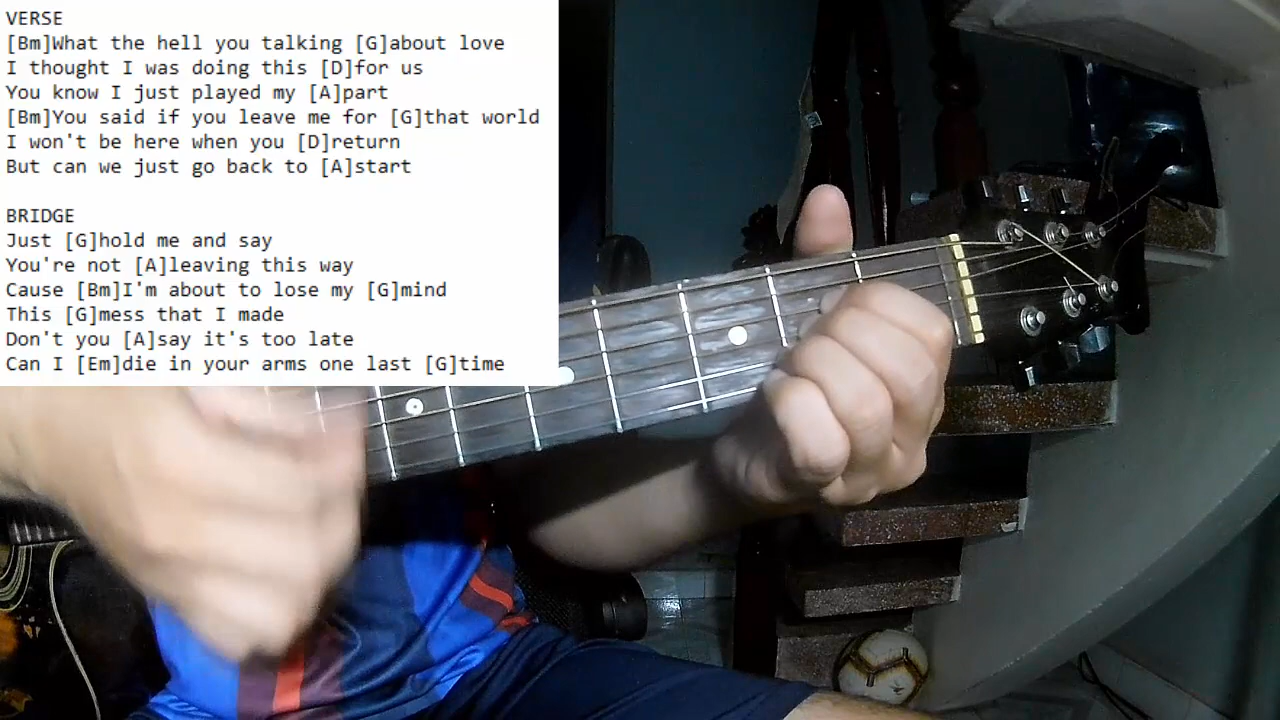 VERSE
[Bm]What the hell you talking [G]about love
I thought I was doing this [D]for us
You know I just played my [A]part
[Bm]You said if you leave me for [G]that world
I won't be here when you [D]return
But can we just go back to [A]start
BRIDGE
Just [G]hold me and say
You're not [A]leaving this way
Cause [Bm]I'm about to lose my [G]mind
This [G]mess that I made
Don't you [A]say it's too late
Can I [Em]die in your arms one last [G]time